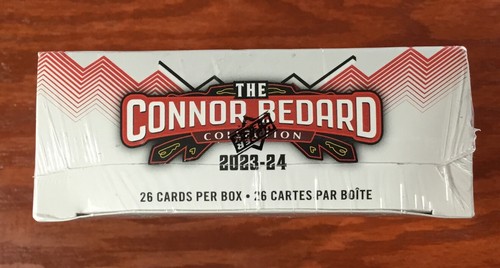 THE
CONNOR BEDARD
COLLECTION
2023-24
26 CARDS PER BOX • 26 CARTES PAR BOÎTE